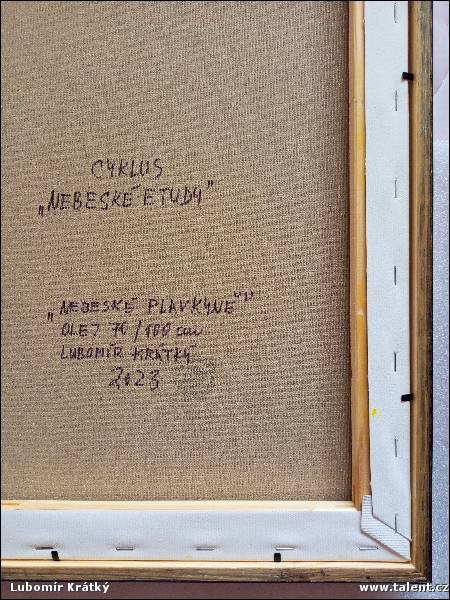 CYKLUS
„NEBESKÉ ETUDY"
„NEBESKÉ PLAVKYNĚ"
OLEJ 70/100 cm
LUBOMÍR KRÁTKÝ
2023
Lubomír Krátký
www.talent.cz